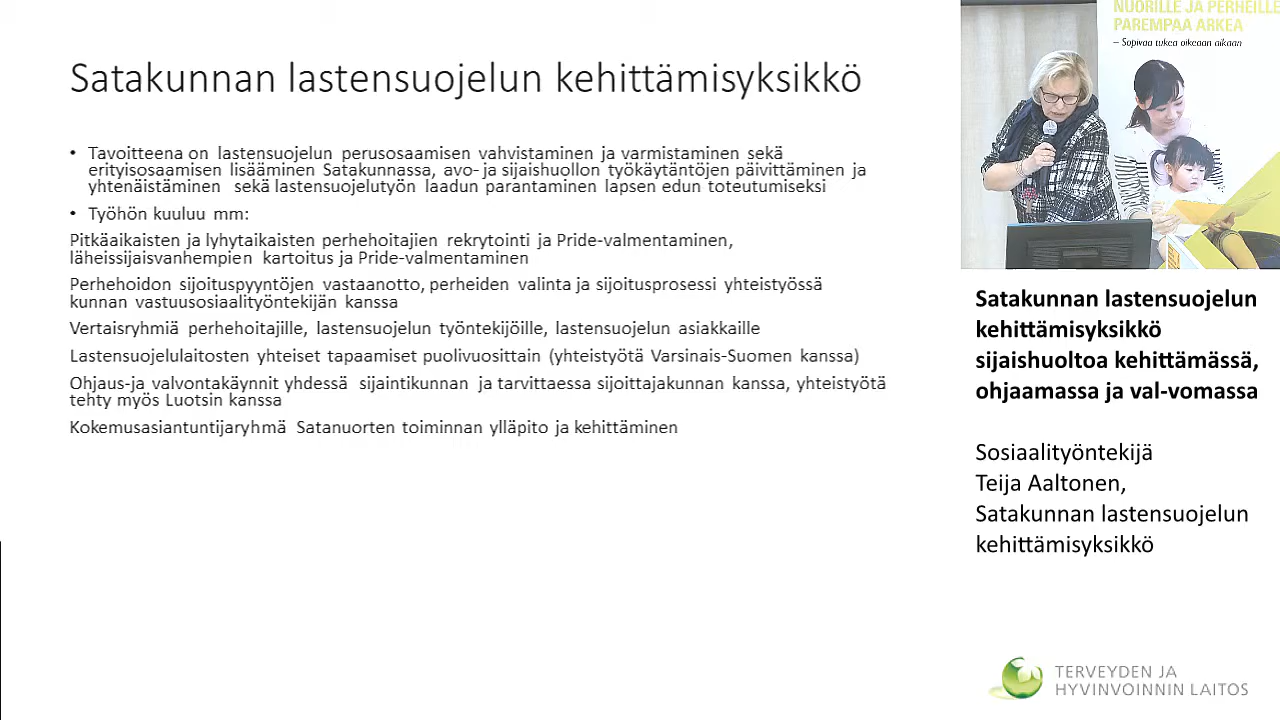 Satakunnan lastensuojelun kehittämisyksikkö
• Tavoitteena on lastensuojelun perusosaamisen vahvistaminen ja varmistaminen sekä
erityisosaamisen lisääminen Satakunnassa, avo- ja sijaishuollon työkäytäntöjen päivittäminen ja
yhtenäistäminen sekä lastensuojelutyön laadun parantaminen lapsen edun toteutumiseksi
• Työhön kuuluu mm:
Pitkäaikaisten ja lyhytaikaisten perhehoitajien rekrytointi ja Pride-valmentaminen,
läheissijaisvanhempien kartoitus ja Pride-valmentaminen
Perhehoidon sijoituspyyntöjen vastaanotto, perheiden valinta ja sijoitusprosessi yhteistyössä
kunnan vastuusosiaalityöntekijän kanssa
Vertaisryhmiä perhehoitajille, lastensuojelun työntekijöille, lastensuojelun asiakkaille
Lastensuojelulaitosten yhteiset tapaamiset puolivuosittain (yhteistyötä Varsinais-Suomen kanssa)
Ohjaus-ja valvontakäynnit yhdessä sijaintikunnan ja tarvittaessa sijoittajakunnan kanssa, yhteistyötä
tehty myös Luotsin kanssa
Kokemusasiantuntijaryhmä Satanuorten toiminnan ylläpito ja kehittäminen
NUORILLE JA PERHEILLE
PAREMPAA ARKEA
– Sopivaa tukea oikeaan aikaan
Satakunnan lastensuojelun
kehittämisyksikkö
sijaishuoltoa kehittämässä,
ohjaamassa ja val-vomassa
Sosiaalityöntekijä
Teija Aaltonen,
Satakunnan lastensuojelun
kehittämisyksikkö
TERVEYDEN JA
HYVINVOINNIN LAITOS